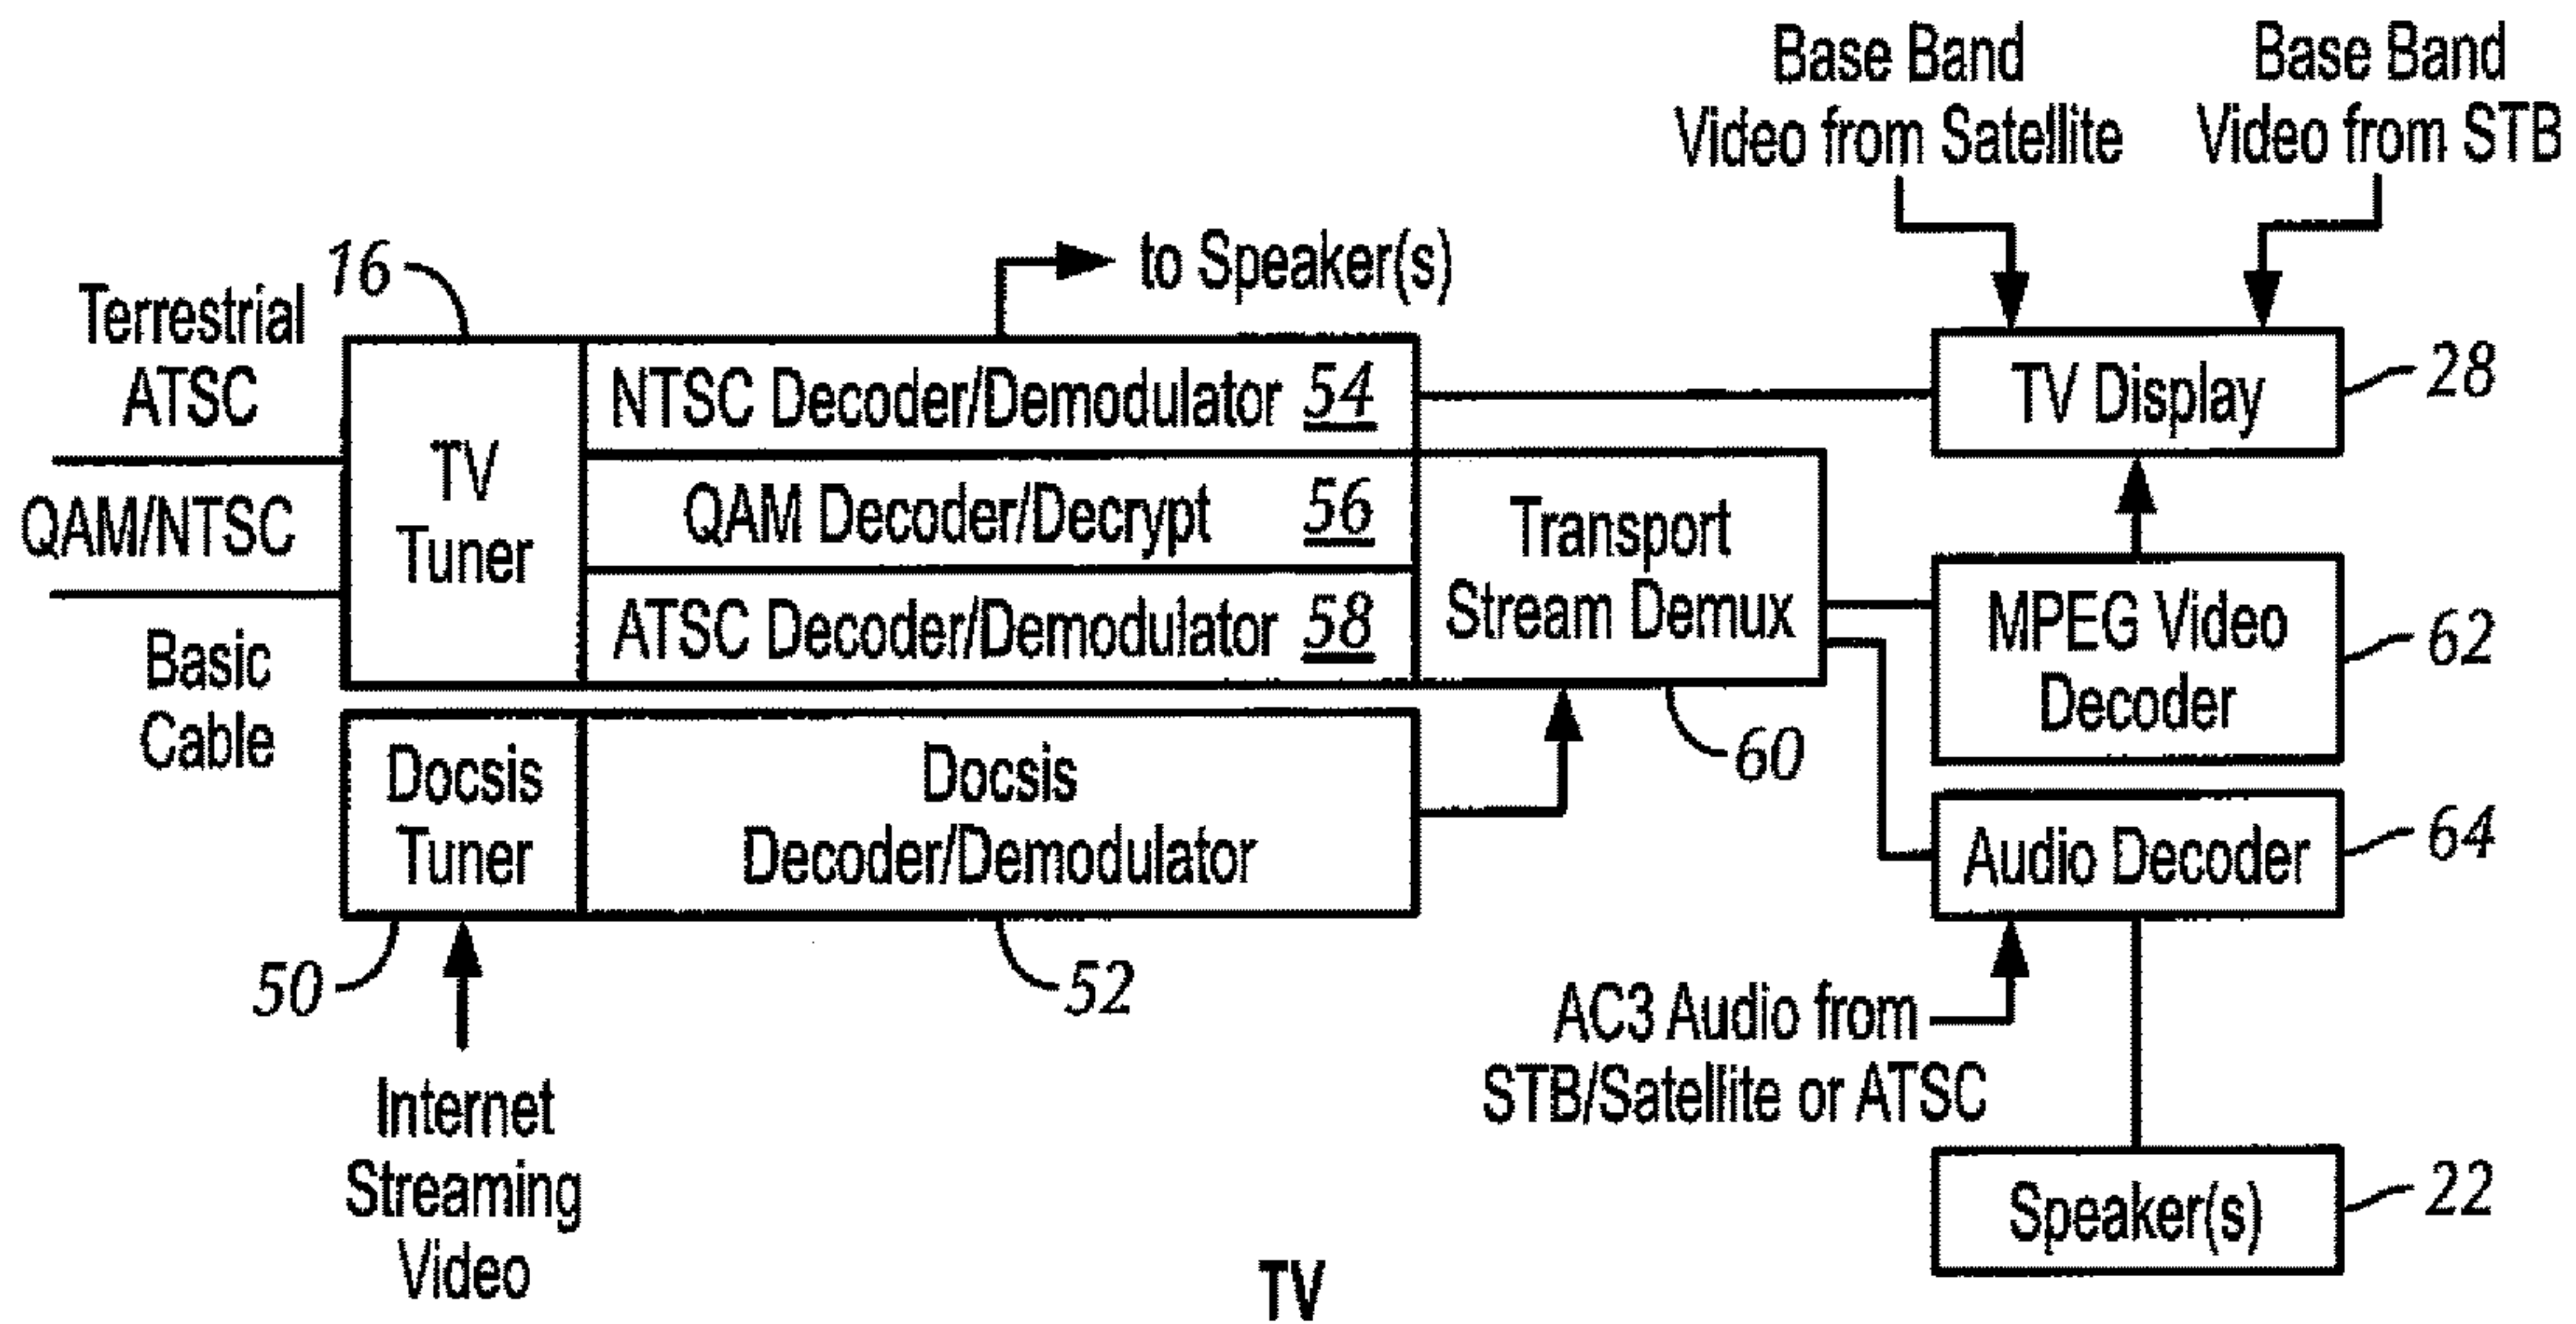 Base Band
Video from Satellite
Base Band
Video from STB
to Speaker(s)
16
Terrestrial
ATSC
QAM/NTSC
Basic
Cable
TV
Tuner
NTSC Decoder/Demodulator 54
QAM Decoder/Decrypt 56
ATSC Decoder/Demodulator 58
Transport
Stream Demux
60
TV Display
28
MPEG Video
Decoder
62
Audio Decoder
64
Docsis
Tuner
Docsis
Decoder/Demodulator
50
52
Internet
Streaming
Video
AC3 Audio from
STB/Satellite or ATSC
Speaker(s)
22
TV